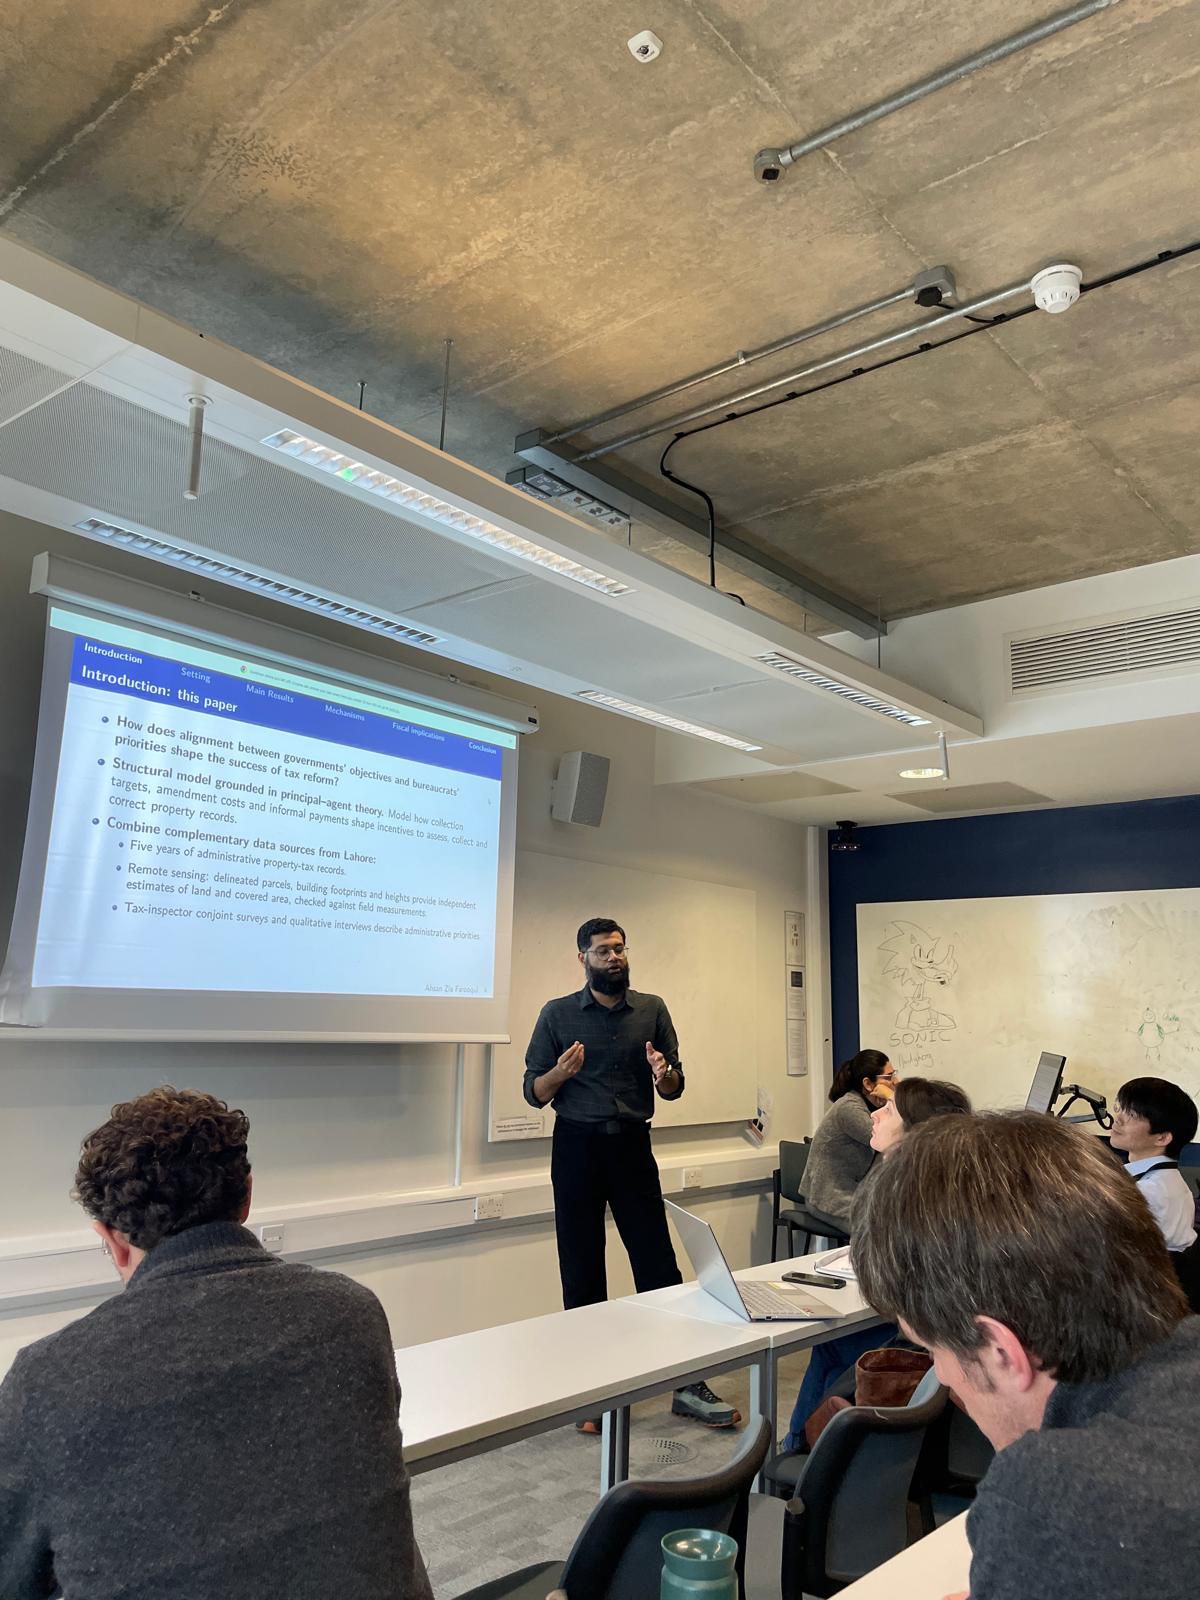 Introduction
Setting
Main Results
Mechanisms
Fiscal Implications
Conclusion
Introduction: this paper
How does alignment between governments' objectives and bureaucrats'
priorities shape the success of tax reform?
Structural model grounded in principal–agent theory. Model how collection
targets, amendment costs and informal payments shape incentives to assess, collect and
correct property records.
Combine complementary data sources from Lahore:
Five years of administrative property-tax records.
Remote sensing: delineated parcels, building footprints and heights provide independent
estimates of land and covered area, checked against field measurements.
Tax-inspector conjoint surveys and qualitative interviews describe administrative priorities.
Ahsan Zia Farooqui
SONIC